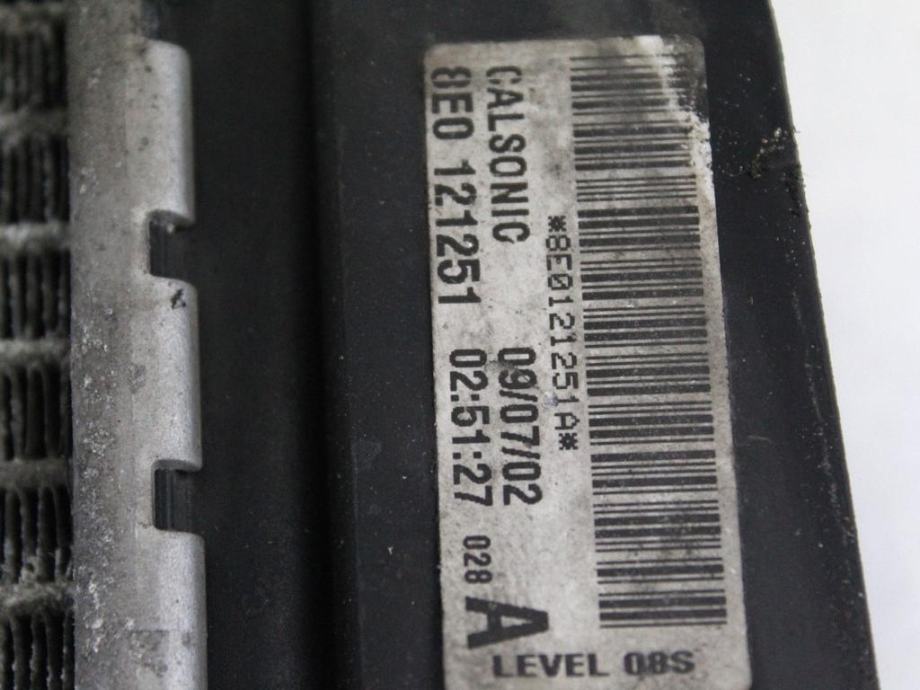 *8E0121251A*
CALSONIC 09/07/02
8E0 121251 02:51:27 028 A
LEVEL 08S